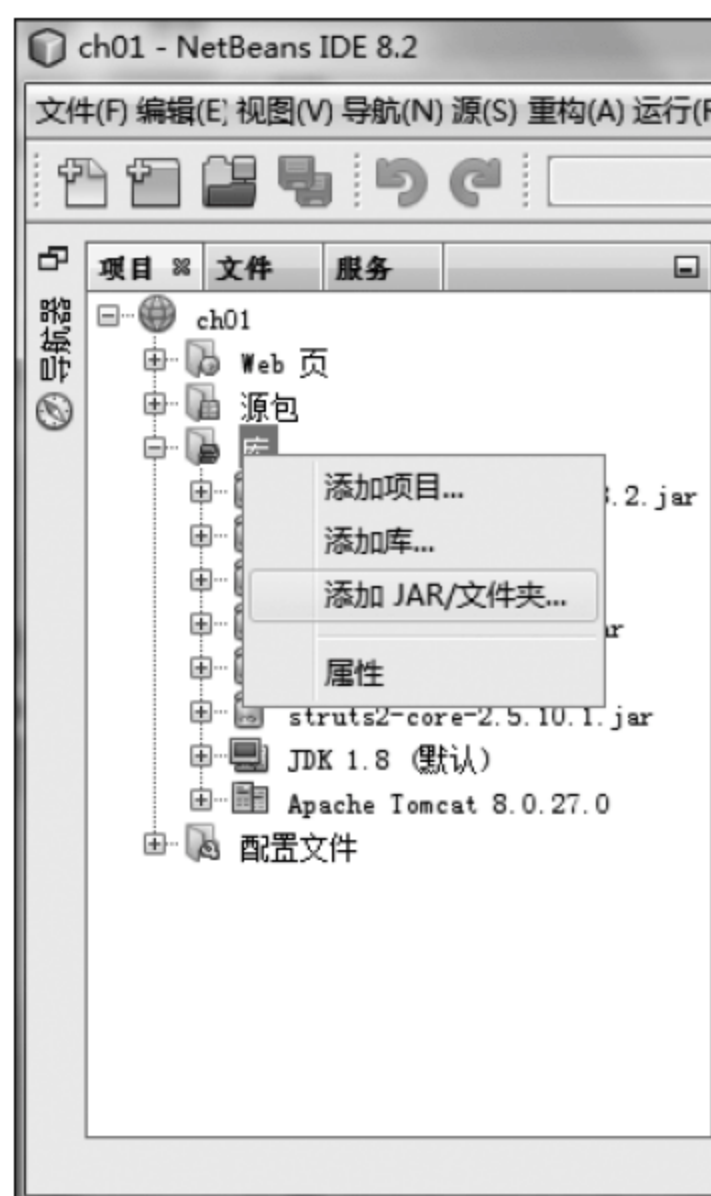 ch01 - NetBeans IDE 8.2
文件(F) 编辑(E) 视图(V) 导航(N) 源(S) 重构(A) 运行(
项目 文件 服务
导航器
ch01
Web 页
源包
库
添加项目...
.2.jar
添加库...
添加 JAR/文件夹...
属性
struts2-core-2.5.10.1.jar
JDK 1.8 (默认)
Apache Tomcat 8.0.27.0
配置文件